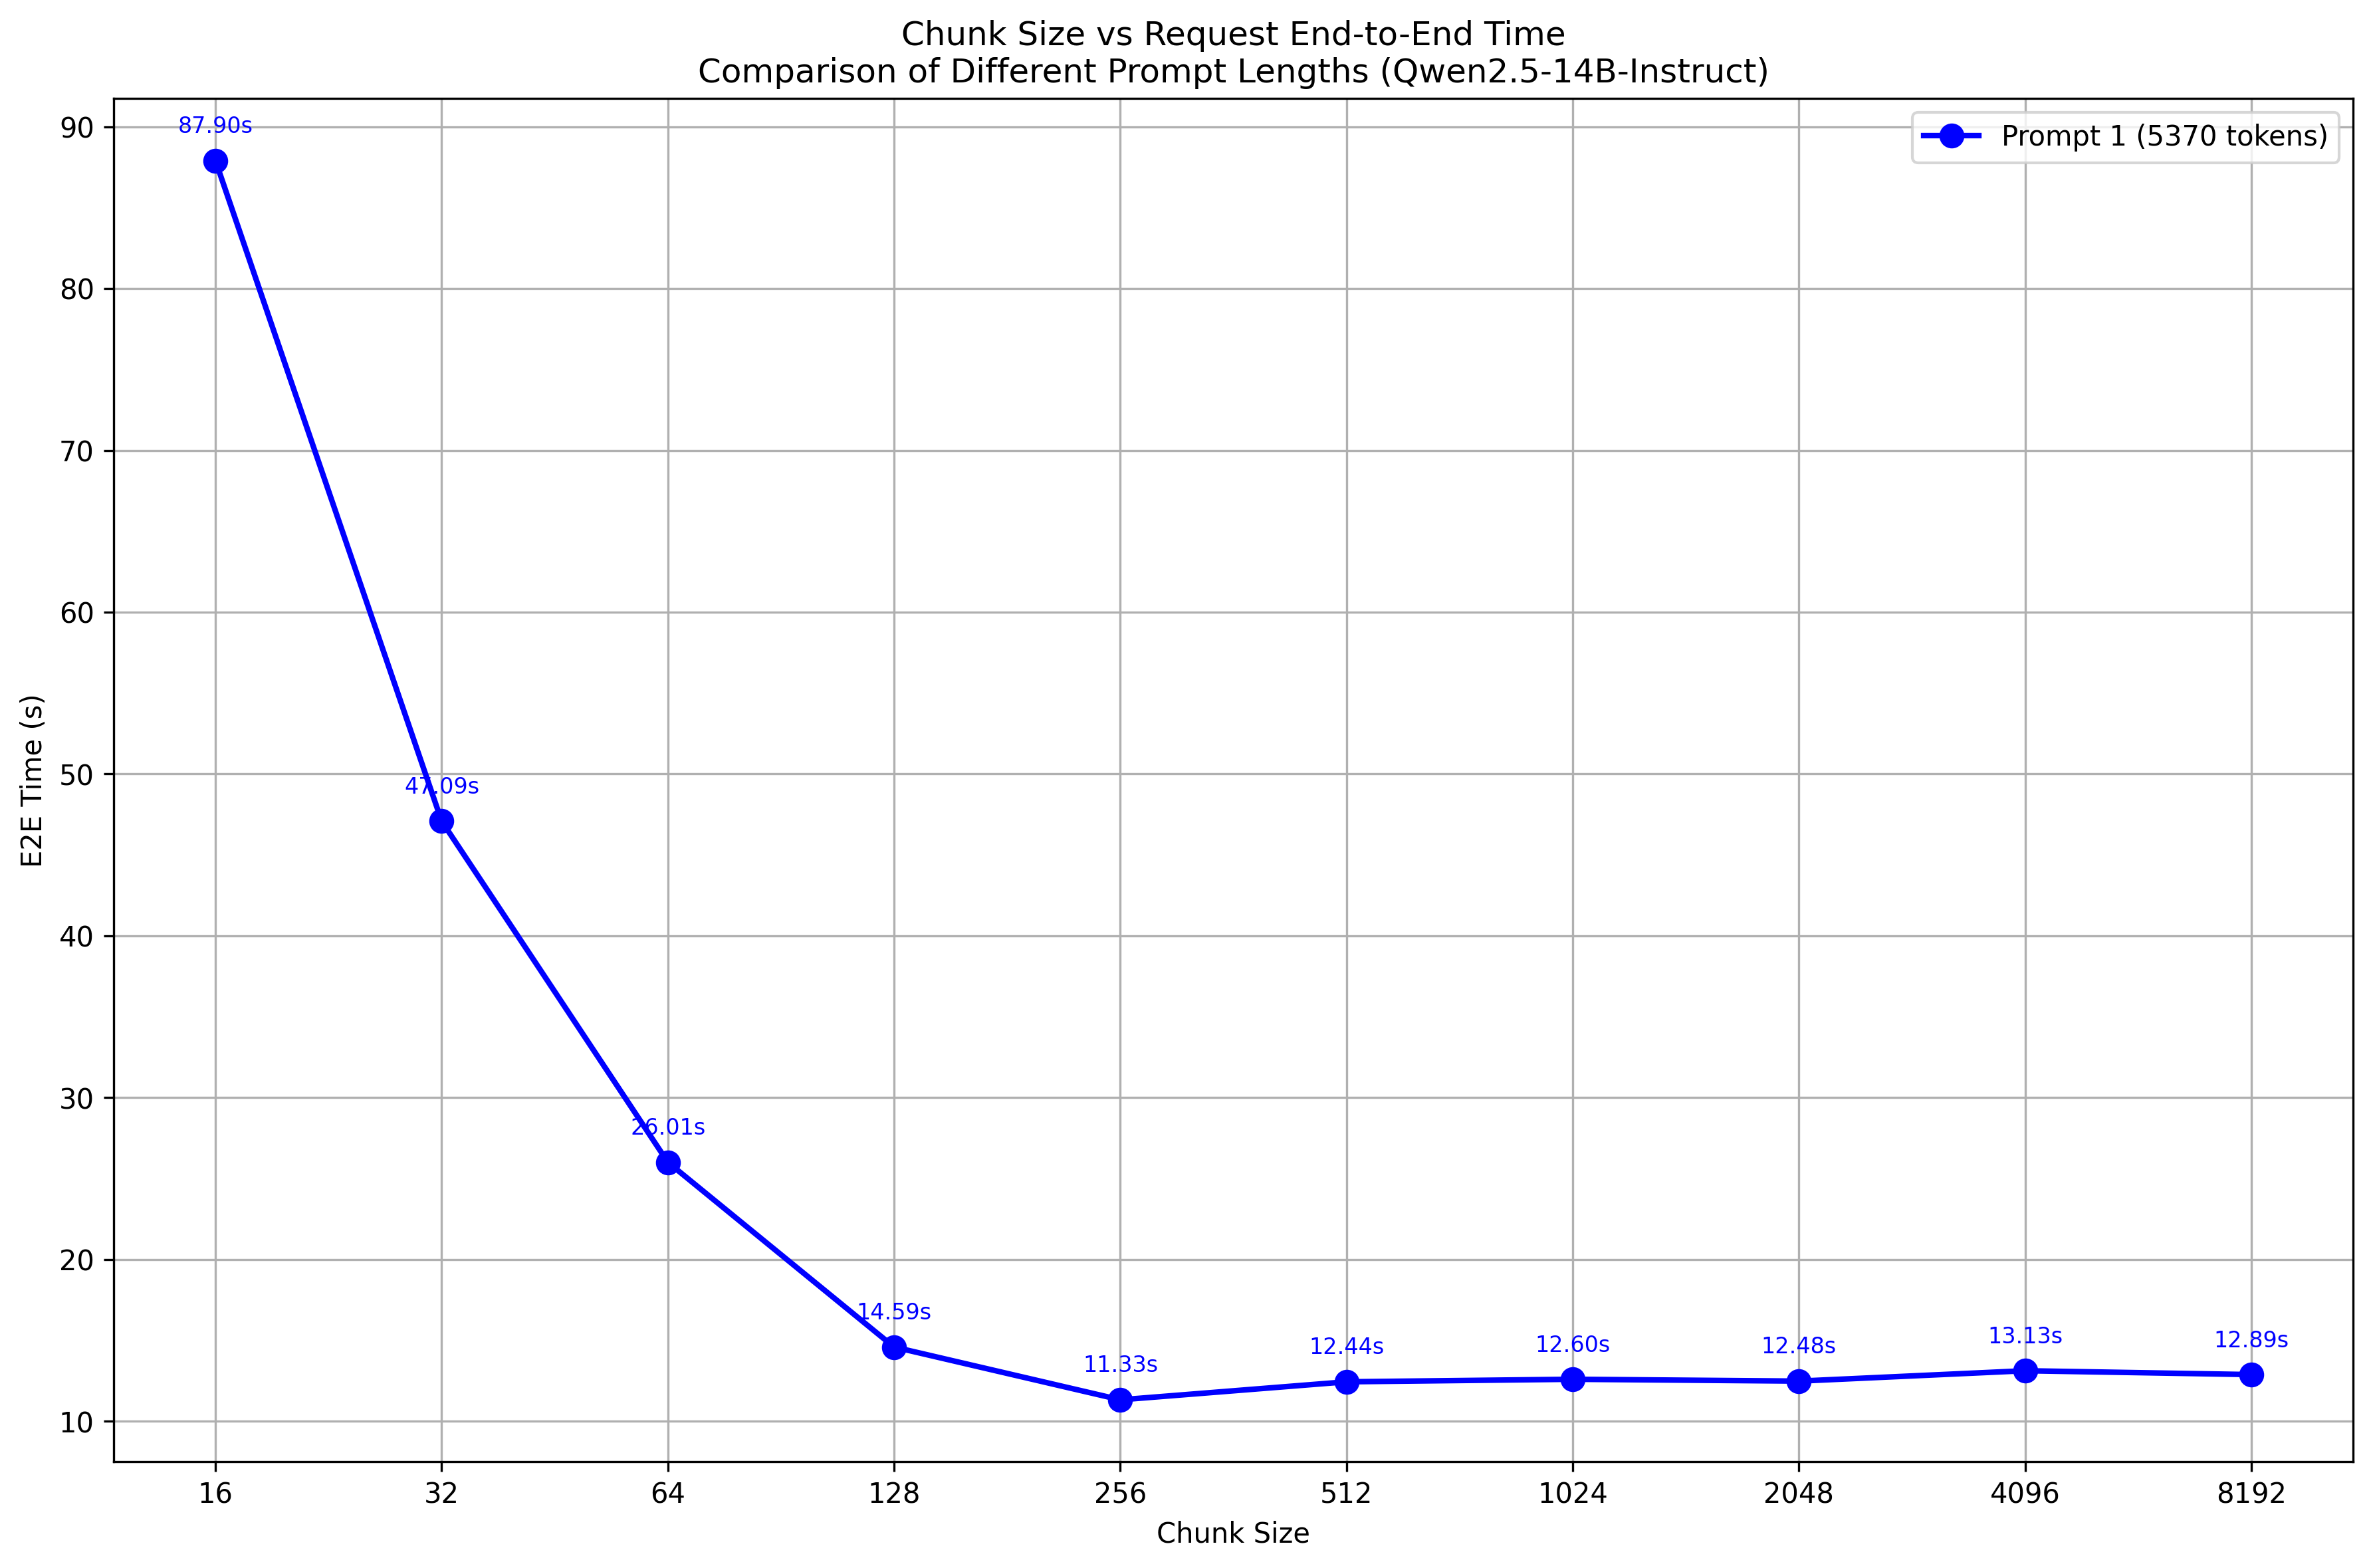 Chunk Size vs Request End-to-End Time
Comparison of Different Prompt Lengths (Qwen2.5-14B-Instruct)
Prompt 1 (5370 tokens)
E2E Time (s)
90
80
70
60
50
40
30
20
10
87.90s
47.09s
26.01s
14.59s
11.33s
12.44s
12.60s
12.48s
13.13s
12.89s
16 32 64 128 256 512 1024 2048 4096 8192
Chunk Size